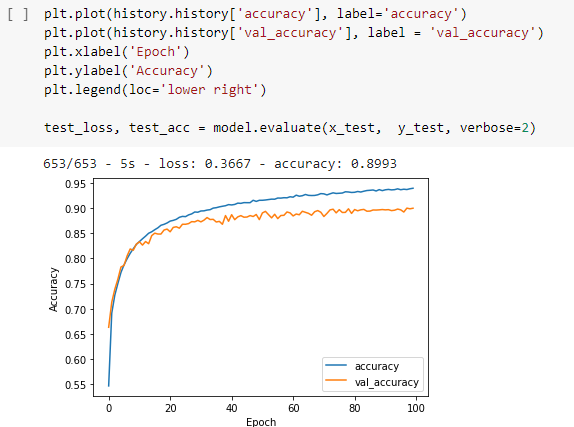 [ ] plt.plot(history.history['accuracy'], label='accuracy')
plt.plot(history.history['val_accuracy'], label = 'val_accuracy')
plt.xlabel('Epoch')
plt.ylabel('Accuracy')
plt.legend(loc='lower right')
test_loss, test_acc = model.evaluate(x_test,  y_test, verbose=2)
653/653 - 5s - loss: 0.3667 - accuracy: 0.8993
0.95
0.90
0.85
0.80
0.75
0.70
0.65
0.60
0.55
Accuracy
accuracy
val_accuracy
0 20 40 60 80 100
Epoch